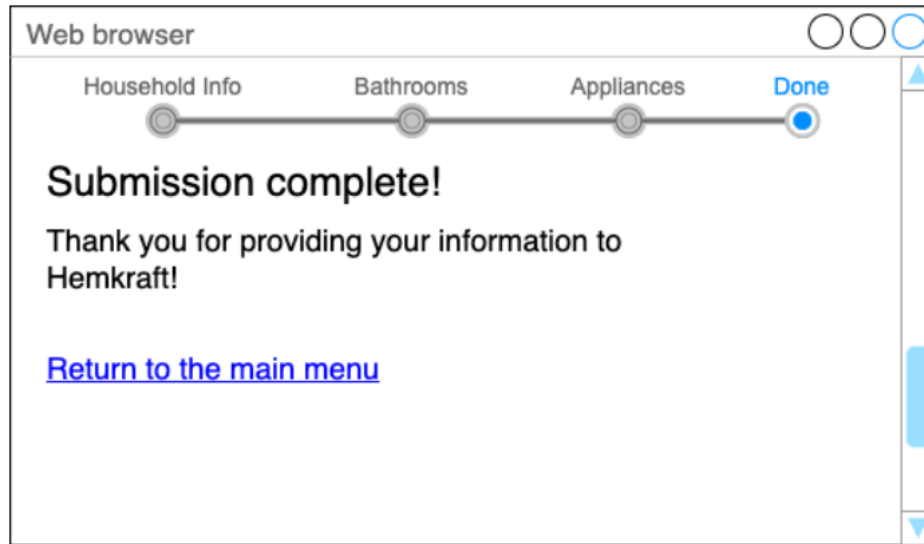 Web browser
Household Info Bathrooms Appliances Done
Submission complete!
Thank you for providing your information to
Hemkraft!
Return to the main menu